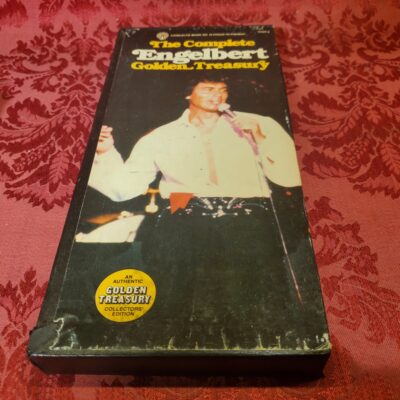 The Complete
Engelbert
Golden Treasury
AN
AUTHENTIC
GOLDEN
TREASURY
COLLECTORS'
EDITION